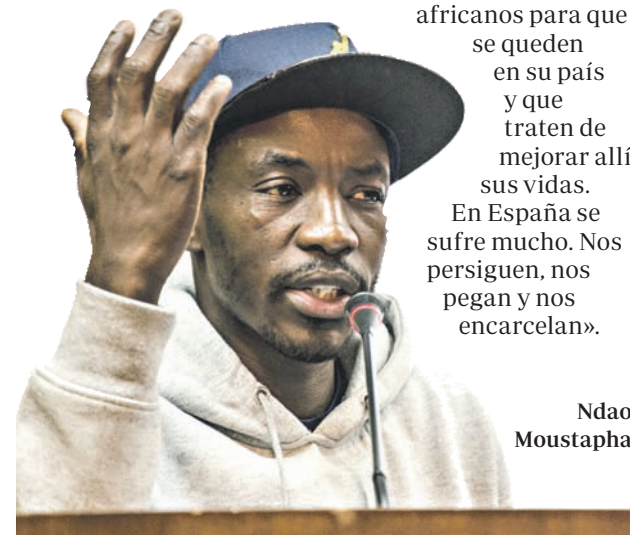 africanos para que
se queden
en su país
y que
traten de
mejorar allí
sus vidas.
En España se
sufre mucho. Nos
persiguen, nos
pegan y nos
encarcelan».
Ndao
Moustapha